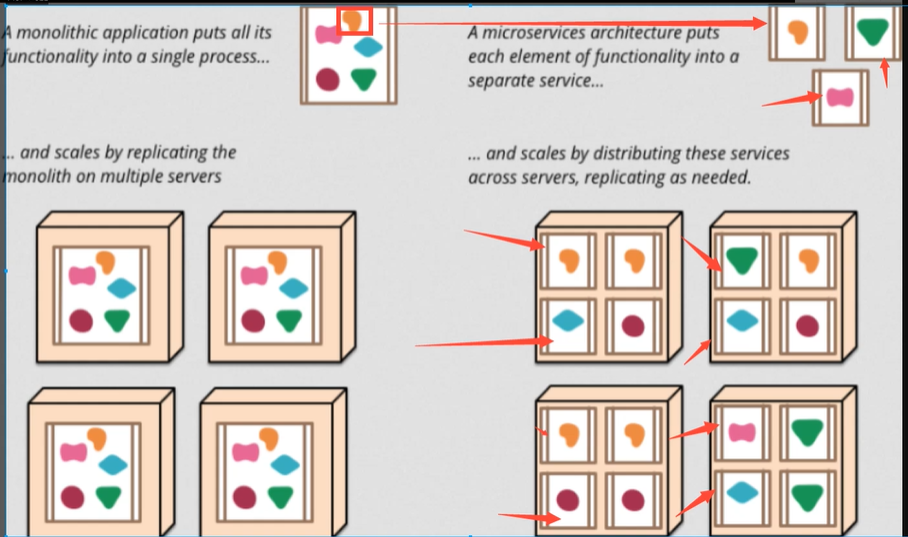 A monolithic application puts all its
functionality into a single process...
A microservices architecture puts
each element of functionality into a
separate service...
... and scales by replicating the
monolith on multiple servers
... and scales by distributing these services
across servers, replicating as needed.